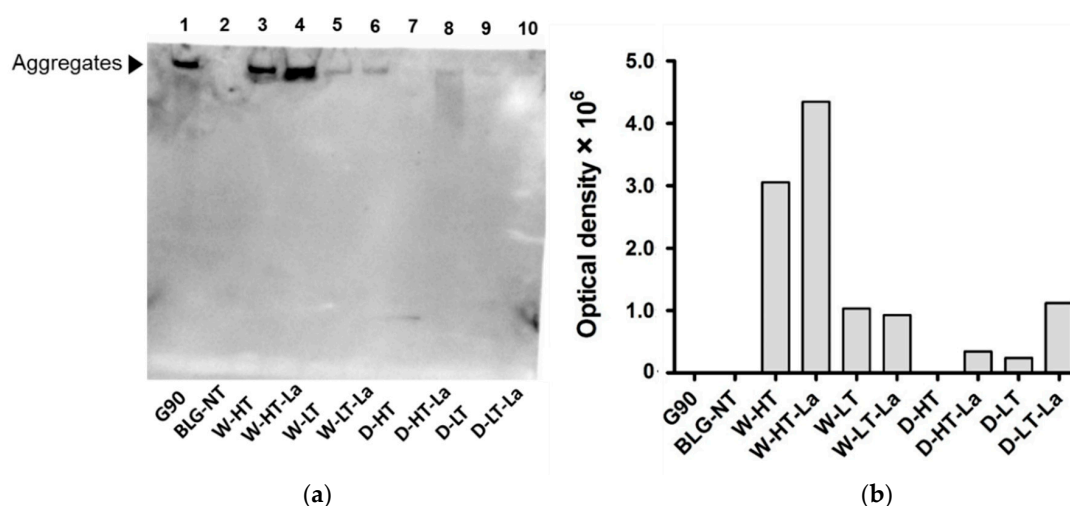 1 2 3 4 5 6 7 8 9 10
Aggregates
G90
BLG-NT
W-HT
W-HT-La
W-LT
W-LT-La
D-HT
D-HT-La
D-LT
D-LT-La
(a)
Optical density × 10⁶
5.0
4.0
3.0
2.0
1.0
0
G90
BLG-NT
W-HT
W-HT-La
W-LT
W-LT-La
D-HT
D-HT-La
D-LT
D-LT-La
(b)